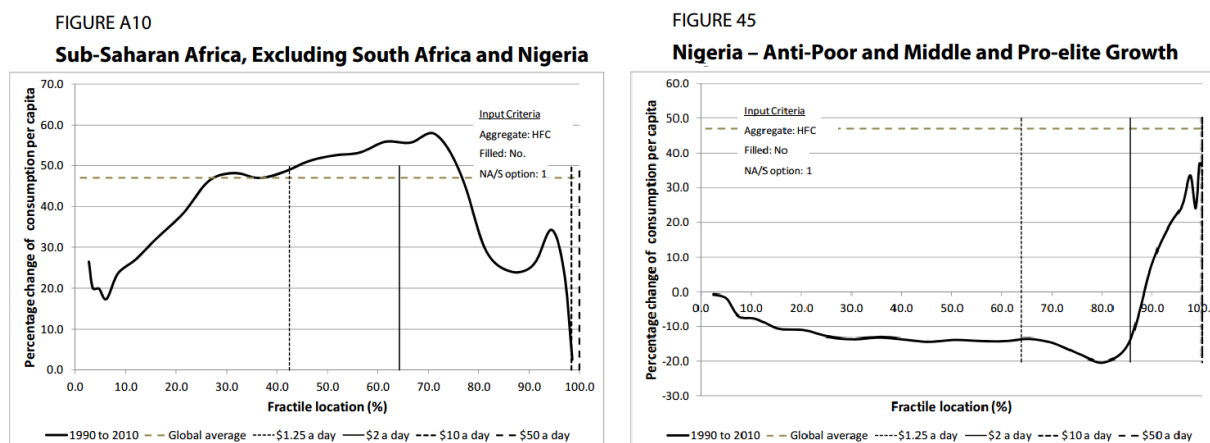 FIGURE A10
Sub-Saharan Africa, Excluding South Africa and Nigeria
Percentage change of consumption per capita
70.0
60.0
50.0
40.0
30.0
20.0
10.0
0.0
Input Criteria
Aggregate: HFC
Filled: No.
NA/S option: 1
0.0 10.0 20.0 30.0 40.0 50.0 60.0 70.0 80.0 90.0 100.0
Fractile location (%)
1990 to 2010 Global average $1.25 a day $2 a day $10 a day $50 a day
FIGURE 45
Nigeria – Anti-Poor and Middle and Pro-elite Growth
Percentage change of consumption per capita
60.0
50.0
40.0
30.0
20.0
10.0
0.0
-10.0
-20.0
-30.0
Input Criteria
Aggregate: HFC
Filled: No
NA/S option: 1
0.0 10.0 20.0 30.0 40.0 50.0 60.0 70.0 80.0 90.0 100.
Fractile location (%)
1990 to 2010 Global average $1.25 a day $2 a day $10 a day $50 a day